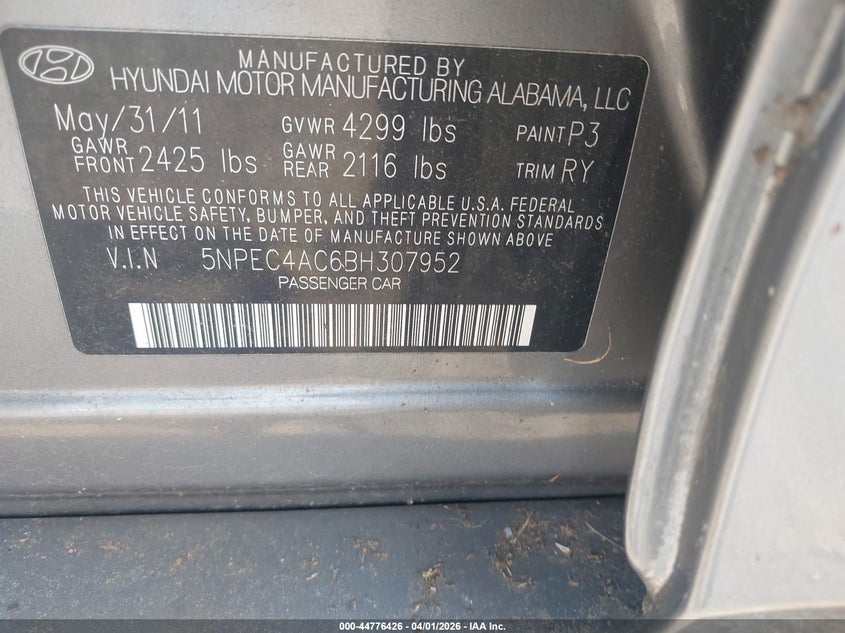 MANUFACTURED BY
HYUNDAI MOTOR MANUFACTURING ALABAMA, LLC
May/31/11 GVWR 4299 lbs PAINT P3
GAWR FRONT 2425 lbs GAWR REAR 2116 lbs TRIM RY
THIS VEHICLE CONFORMS TO ALL APPLICABLE U.S.A. FEDERAL
MOTOR VEHICLE SAFETY, BUMPER, AND THEFT PREVENTION STANDARDS
IN EFFECT ON THE DATE OF MANUFACTURE SHOWN ABOVE
V.I.N 5NPEC4AC6BH307952
PASSENGER CAR
000-44776426 - 04/01/2026 - IAA Inc.